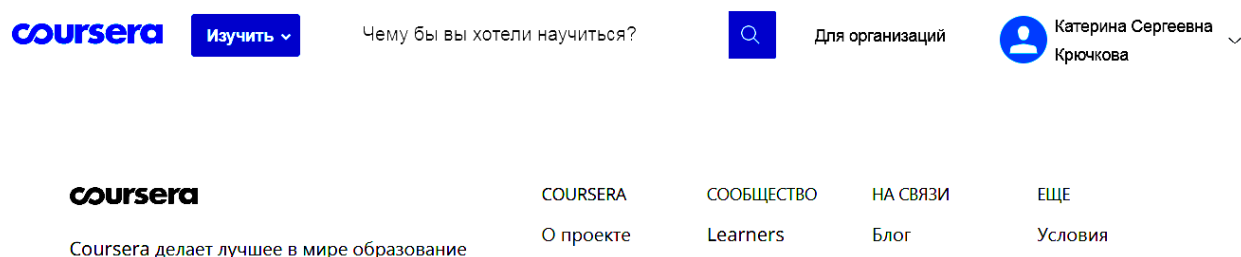 coursera Изучить Чему бы вы хотели научиться? Для организаций Катерина Сергеевна
Крючкова
coursera COURSERA СООБЩЕСТВО НА СВЯЗИ ЕЩЕ
О проекте Learners Блог Условия
Coursera делает лучшее в мире образование